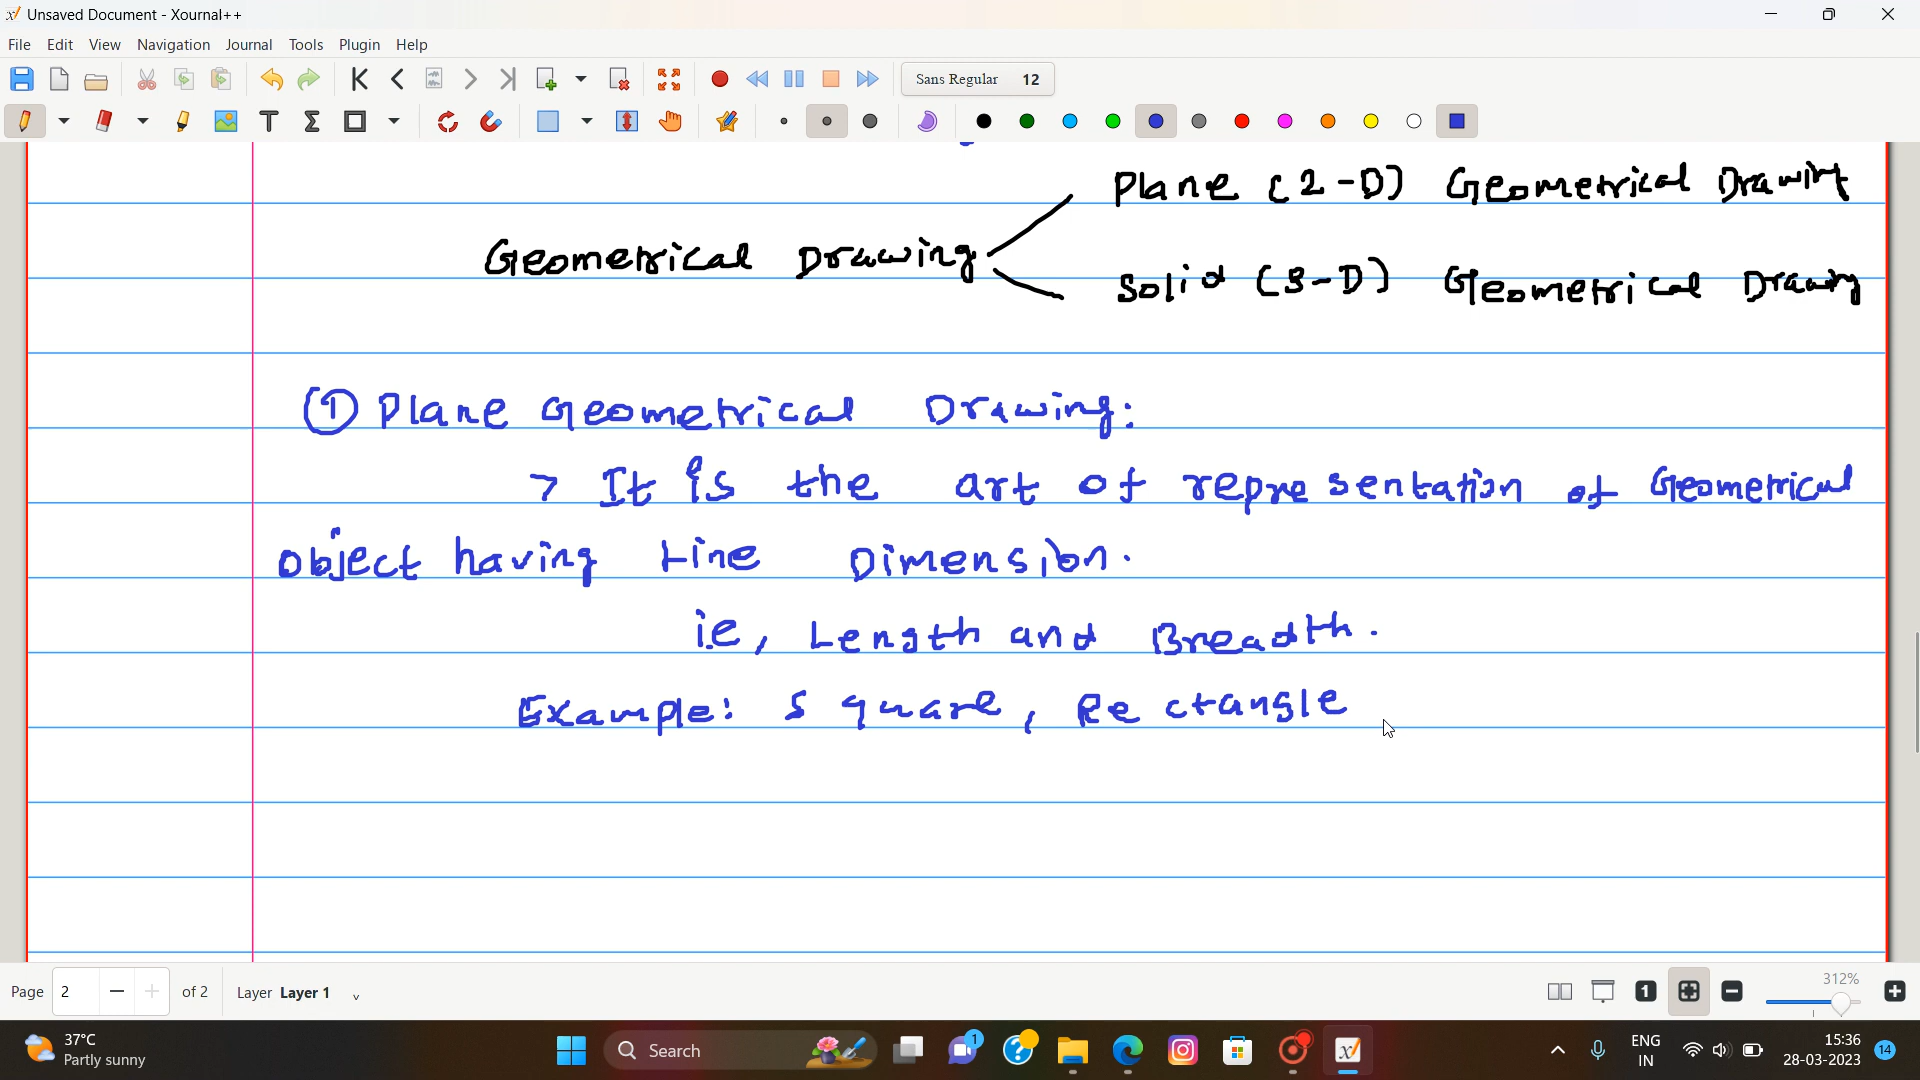 Unsaved Document - Xournal++
File Edit View Navigation Journal Tools Plugin Help
Sans Regular 12
Plane (2-D) Geometrical Drawing
Geometrical Drawing
Solid (3-D) Geometrical Drawing
① Plane Geometrical Drawing:
> It is the art of representation of Geometrical
object having Line Dimension.
i.e, Length and Breadth.
Example: Square, Rectangle
312%
Page 2 of 2 Layer Layer 1
37°C
Partly sunny
Search
1
ENG
IN
15:36
28-03-2023
14